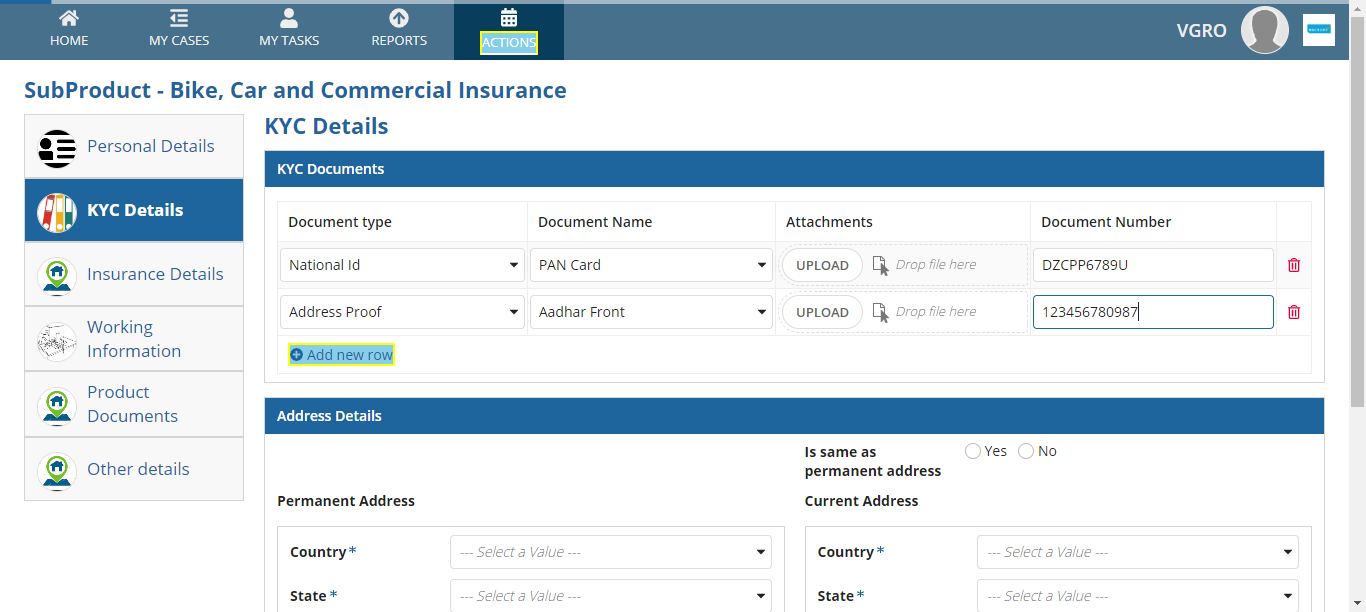 HOME
MY CASES
MY TASKS
REPORTS
ACTIONS
VGRO
SubProduct - Bike, Car and Commercial Insurance
Personal Details
KYC Details
Insurance Details
Working
Information
Product
Documents
Other details
KYC Details
KYC Documents
Document type Document Name Attachments Document Number
National Id PAN Card UPLOAD Drop file here DZCPP6789U
Address Proof Aadhar Front UPLOAD Drop file here 123456780987
Add new row
Address Details
Is same as
permanent address
Yes No
Permanent Address Current Address
Country* --- Select a Value --- Country* --- Select a Value ---
State* --- Select a Value --- State* --- Select a Value ---